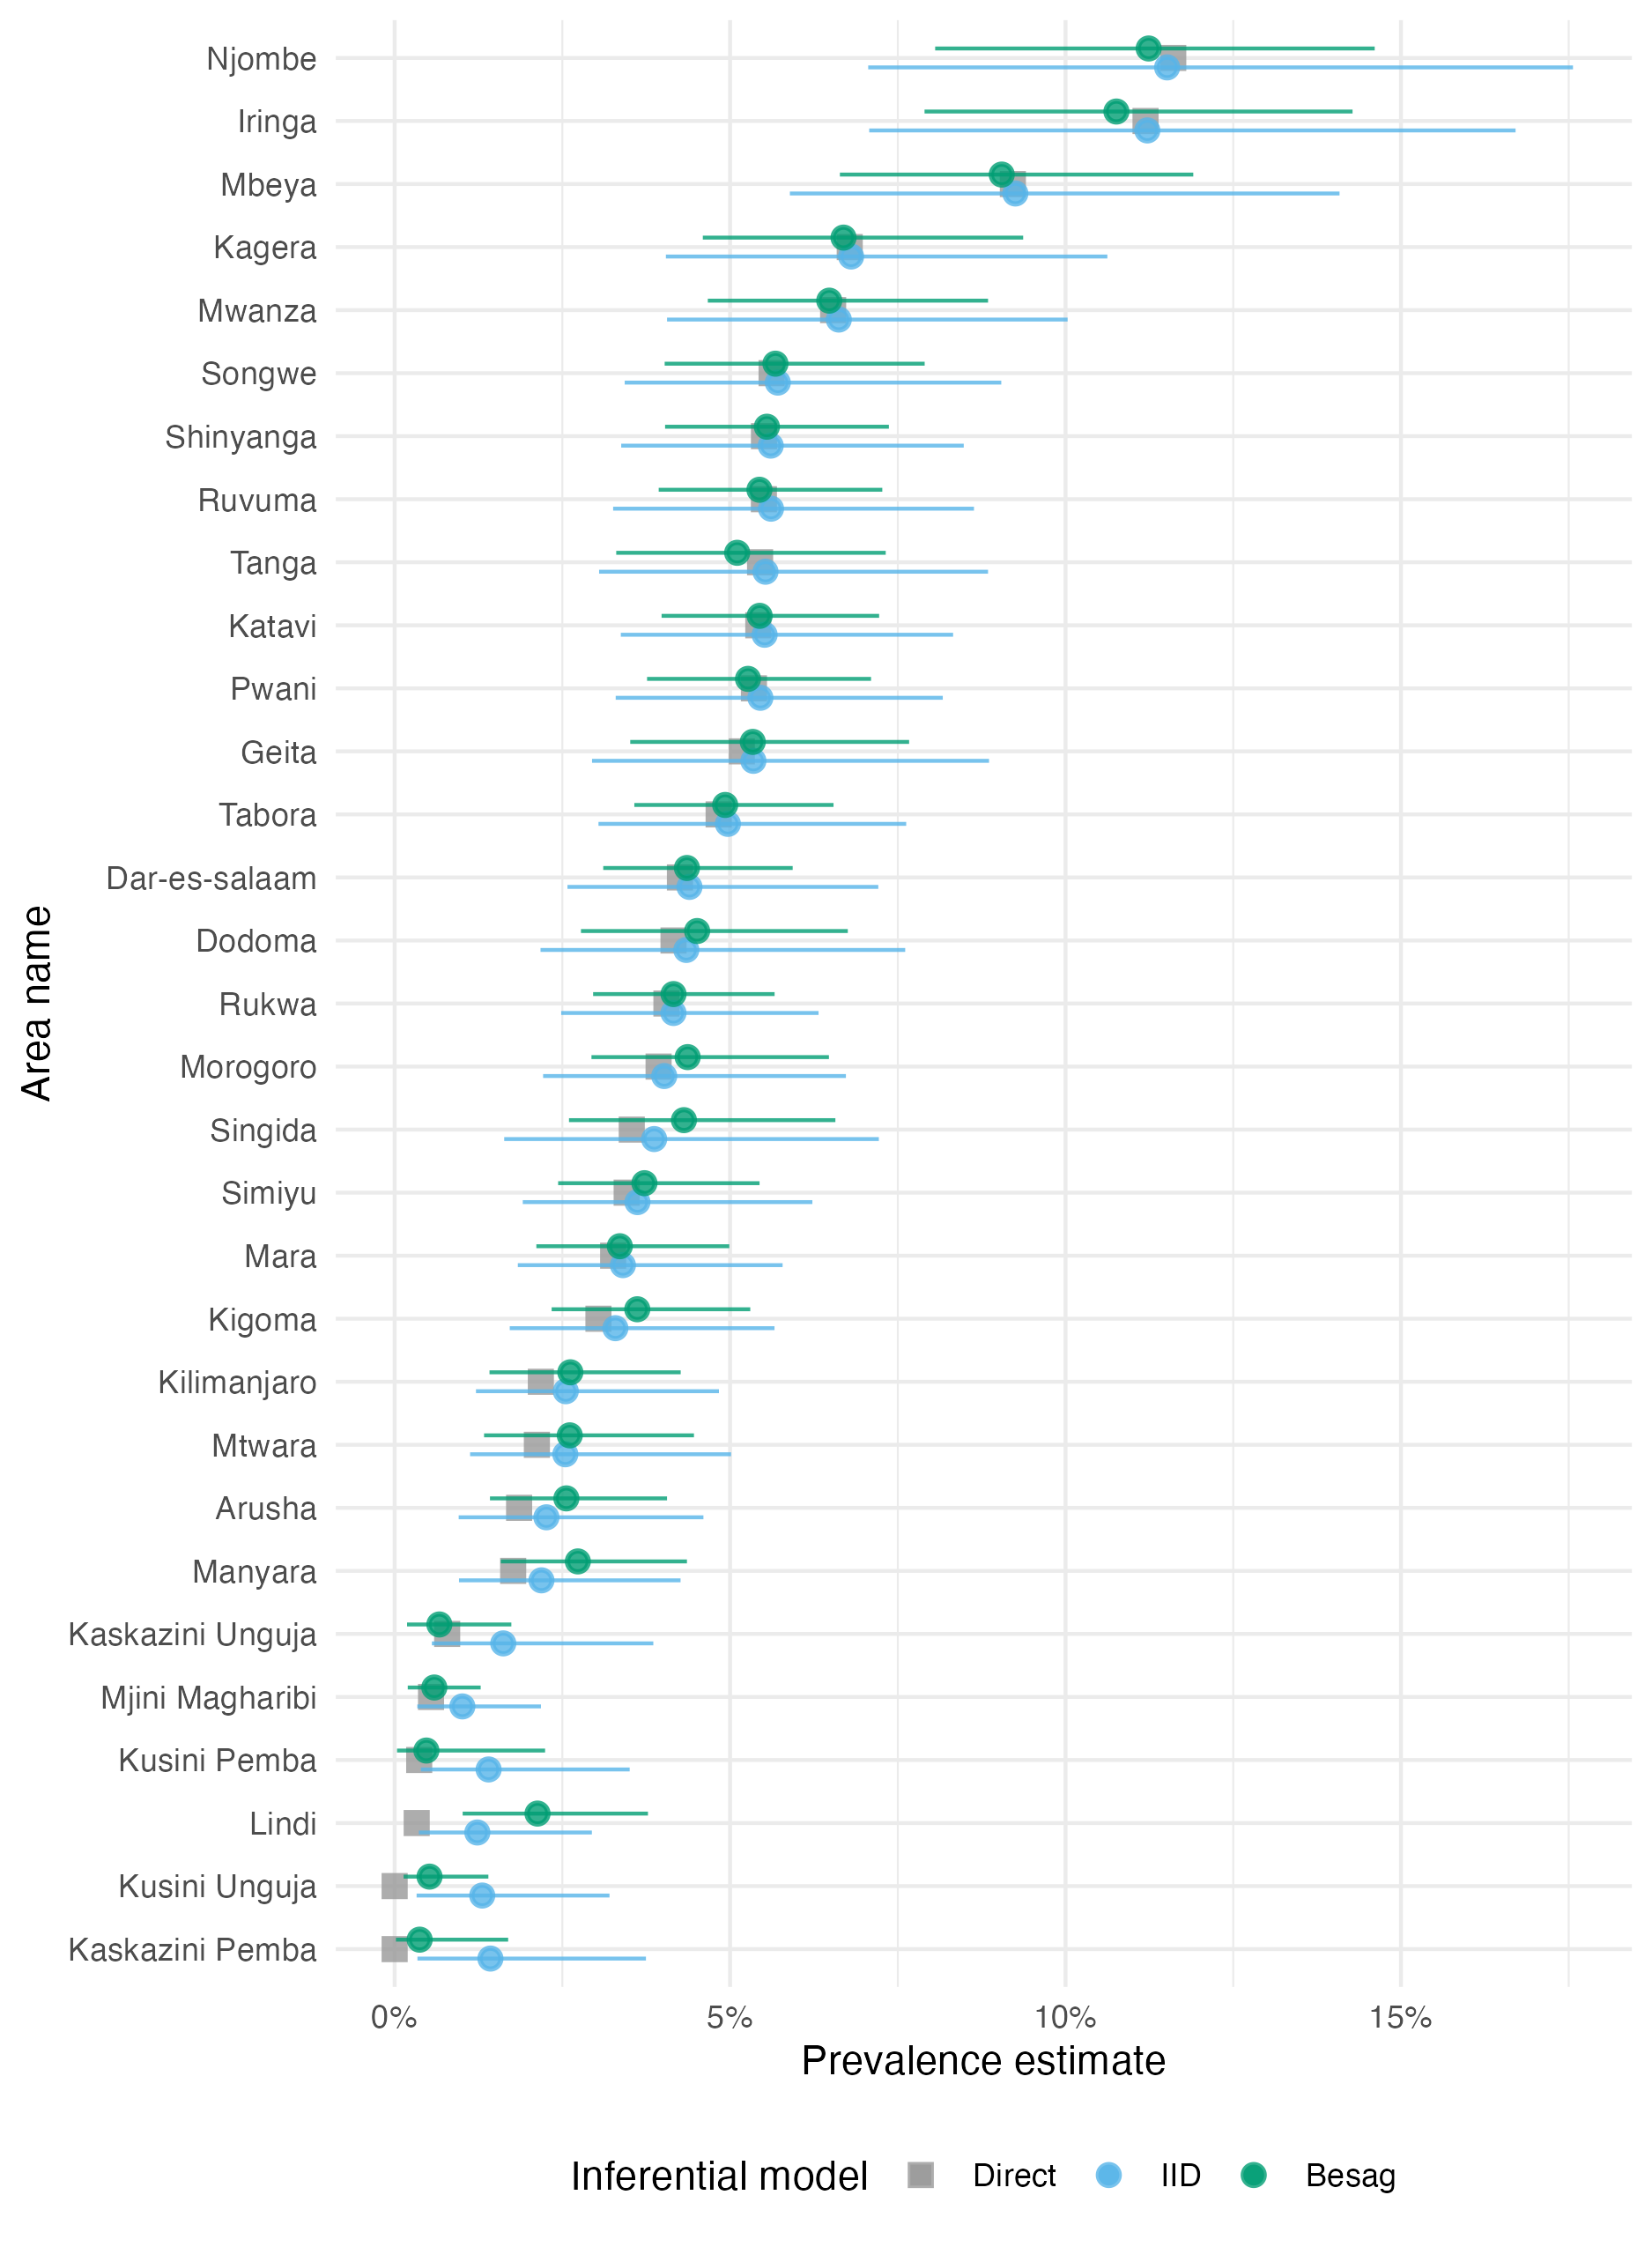 Area name
Njombe
Iringa
Mbeya
Kagera
Mwanza
Songwe
Shinyanga
Ruvuma
Tanga
Katavi
Pwani
Geita
Tabora
Dar-es-salaam
Dodoma
Rukwa
Morogoro
Singida
Simiyu
Mara
Kigoma
Kilimanjaro
Mtwara
Arusha
Manyara
Kaskazini Unguja
Mjini Magharibi
Kusini Pemba
Lindi
Kusini Unguja
Kaskazini Pemba
0% 5% 10% 15%
Prevalence estimate
Inferential model Direct IID Besag